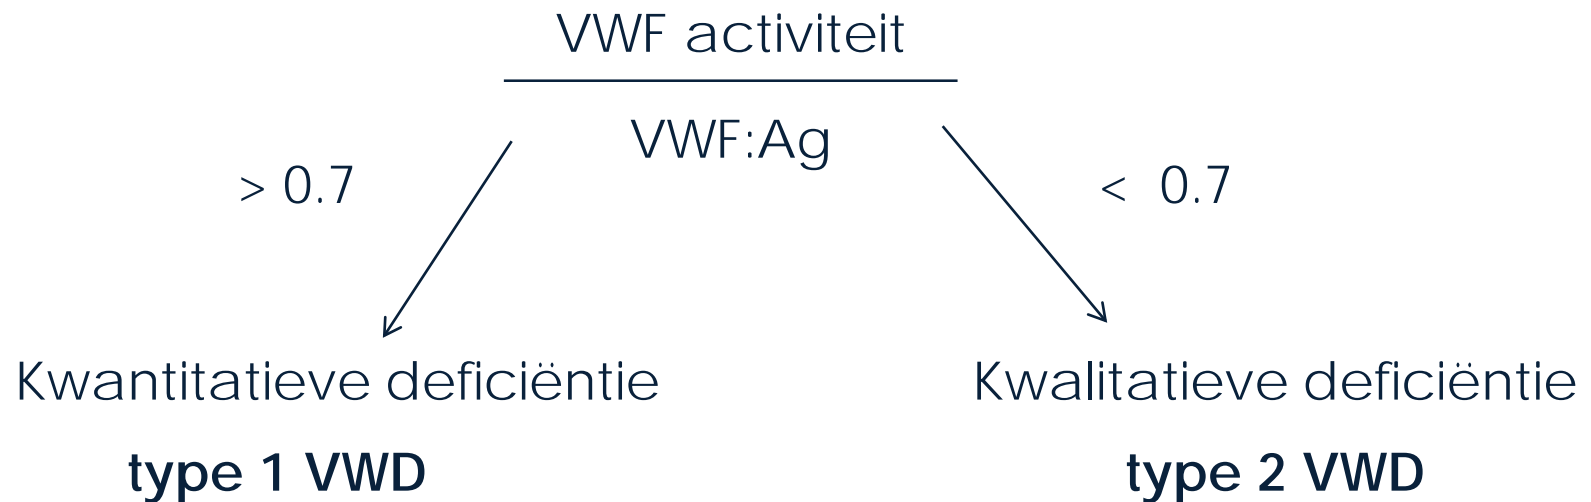 VWF activiteit
VWF:Ag
> 0.7
< 0.7
Kwantitatieve deficiëntie
type 1 VWD
Kwalitatieve deficiëntie
type 2 VWD